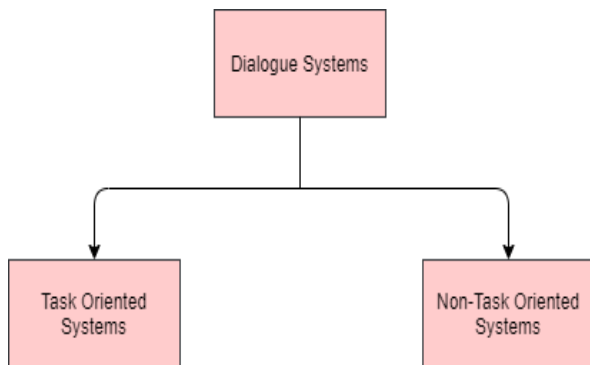 Dialogue Systems
Task Oriented
Systems
Non-Task Oriented
Systems